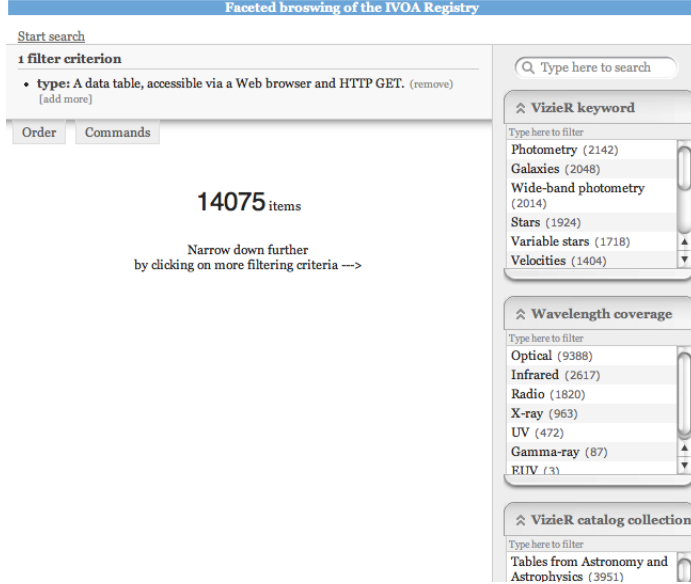 Faceted broswing of the IVOA Registry
Start search
1 filter criterion
• type: A data table, accessible via a Web browser and HTTP GET. (remove)
[add more]
Order Commands
14075 items
Narrow down further
by clicking on more filtering criteria --->
Type here to search
VizieR keyword
Type here to filter
Photometry (2142)
Galaxies (2048)
Wide-band photometry
(2014)
Stars (1924)
Variable stars (1718)
Velocities (1404)
Wavelength coverage
Type here to filter
Optical (9388)
Infrared (2617)
Radio (1820)
X-ray (963)
UV (472)
Gamma-ray (87)
EUV (3)
VizieR catalog collection
Type here to filter
Tables from Astronomy and
Astrophysics (3951)